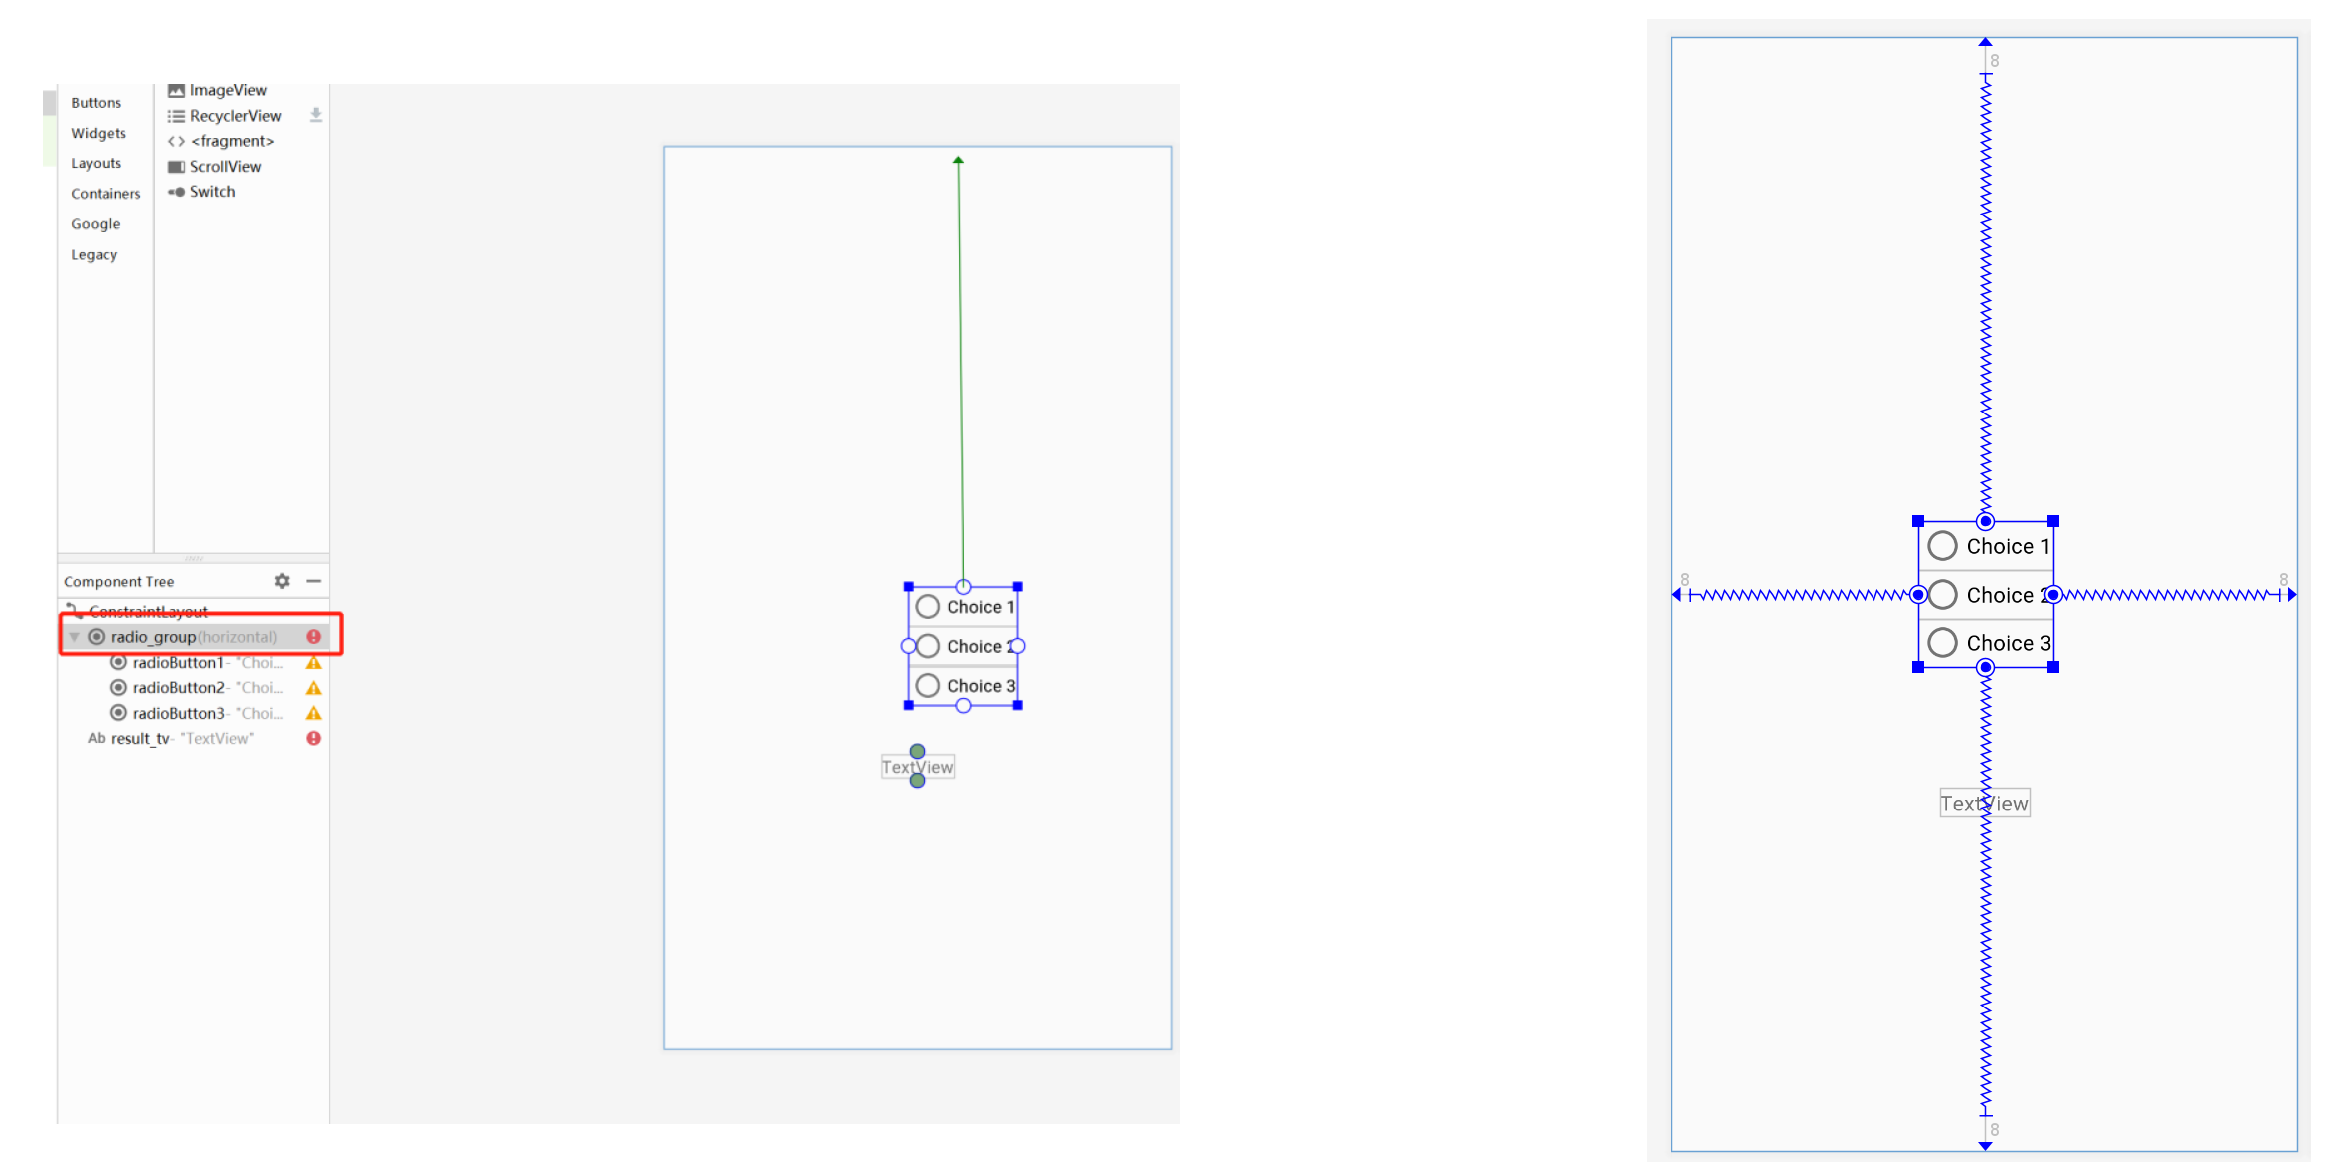 Buttons
Widgets
Layouts
Containers
Google
Legacy
ImageView
RecyclerView
<fragment>
ScrollView
Switch
Component Tree
ConstraintLayout
radio_group(horizontal)
radioButton1- "Choi...
radioButton2- "Choi...
radioButton3- "Choi...
Ab result_tv- "TextView"
Choice 1
Choice 2
Choice 3
TextView
8
8
8
Choice 1
Choice 2
Choice 3
TextView
8